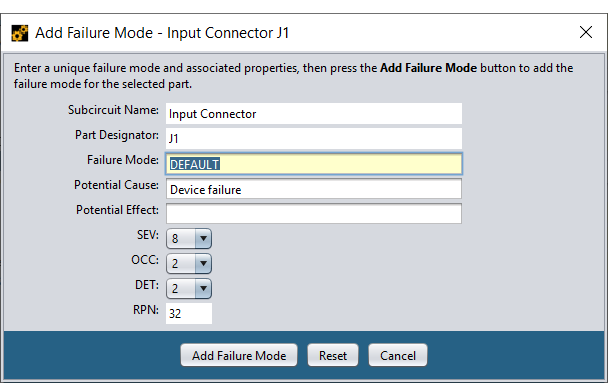 Add Failure Mode - Input Connector J1
Enter a unique failure mode and associated properties, then press the Add Failure Mode button to add the
failure mode for the selected part.
Subcircuit Name: Input Connector
Part Designator: J1
Failure Mode: DEFAULT
Potential Cause: Device failure
Potential Effect:
SEV: 8
OCC: 2
DET: 2
RPN: 32
Add Failure Mode Reset Cancel